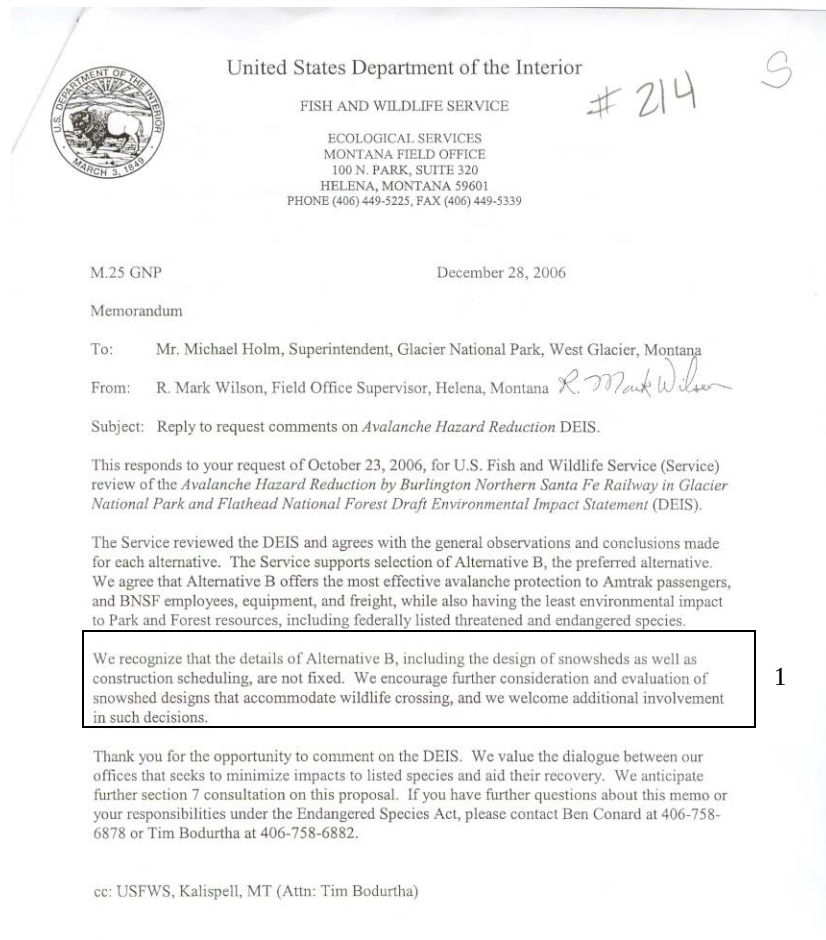 United States Department of the Interior
# 214
S
FISH AND WILDLIFE SERVICE
U.S. DEPARTMENT OF THE INTERIOR
MARCH 3, 1849
ECOLOGICAL SERVICES
MONTANA FIELD OFFICE
100 N. PARK, SUITE 320
HELENA, MONTANA 59601
PHONE (406) 449-5225, FAX (406) 449-5339
M.25 GNP December 28, 2006
Memorandum
To: Mr. Michael Holm, Superintendent, Glacier National Park, West Glacier, Montana
From: R. Mark Wilson, Field Office Supervisor, Helena, Montana R. Mark Wilson
Subject: Reply to request comments on Avalanche Hazard Reduction DEIS.
This responds to your request of October 23, 2006, for U.S. Fish and Wildlife Service (Service)
review of the Avalanche Hazard Reduction by Burlington Northern Santa Fe Railway in Glacier
National Park and Flathead National Forest Draft Environmental Impact Statement (DEIS).
The Service reviewed the DEIS and agrees with the general observations and conclusions made
for each alternative. The Service supports selection of Alternative B, the preferred alternative.
We agree that Alternative B offers the most effective avalanche protection to Amtrak passengers,
and BNSF employees, equipment, and freight, while also having the least environmental impact
to Park and Forest resources, including federally listed threatened and endangered species.
We recognize that the details of Alternative B, including the design of snowsheds as well as
construction scheduling, are not fixed. We encourage further consideration and evaluation of
snowshed designs that accommodate wildlife crossing, and we welcome additional involvement
in such decisions.
1
Thank you for the opportunity to comment on the DEIS. We value the dialogue between our
offices that seeks to minimize impacts to listed species and aid their recovery. We anticipate
further section 7 consultation on this proposal. If you have further questions about this memo or
your responsibilities under the Endangered Species Act, please contact Ben Conard at 406-758-
6878 or Tim Bodurtha at 406-758-6882.
cc: USFWS, Kalispell, MT (Attn: Tim Bodurtha)